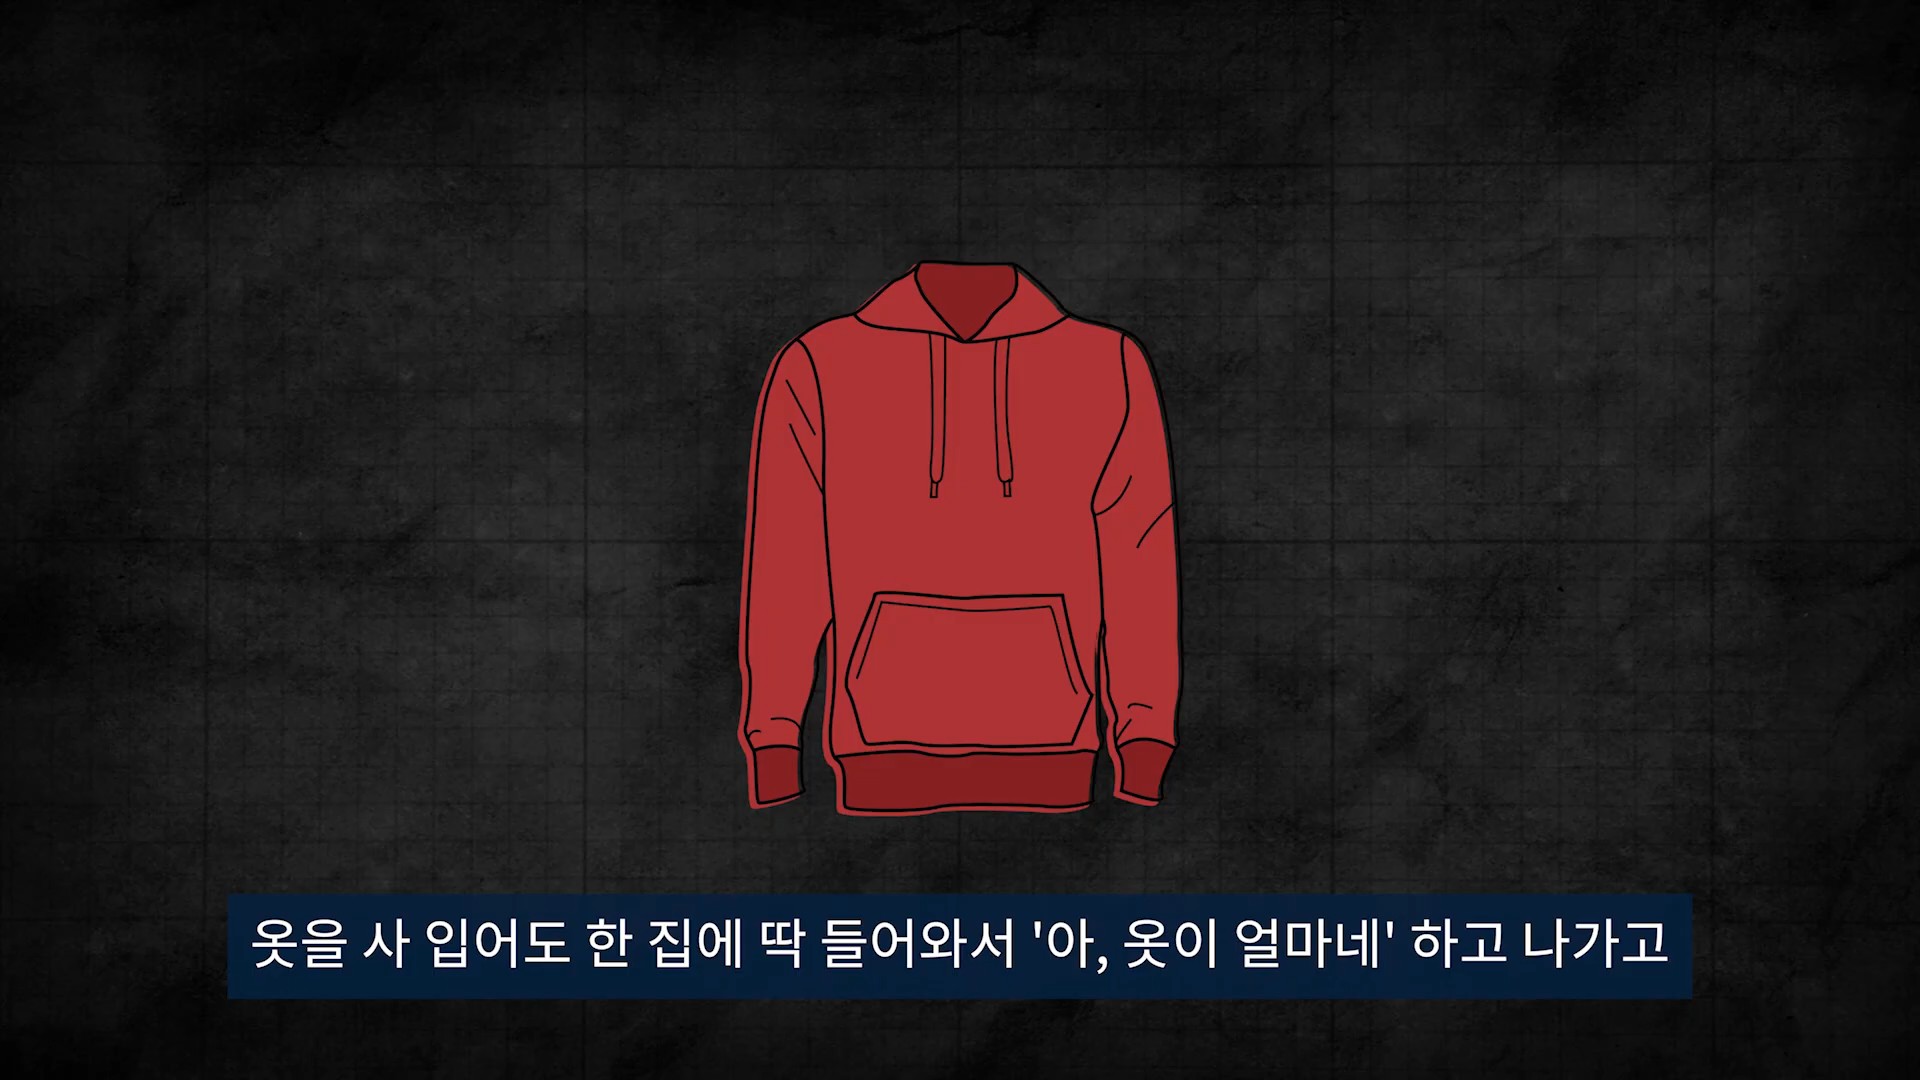 옷을 사 입어도 한 집에 딱 들어와서 '아, 옷이 얼마네' 하고 나가고